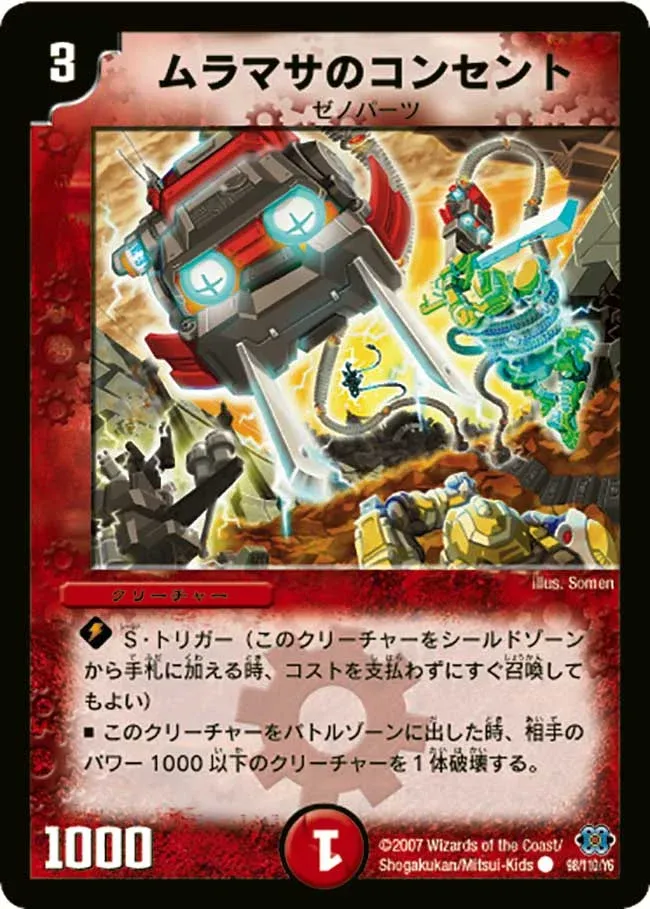 3
ムラマサのコンセント
ゼノパーツ
illus. Somen
クリーチャー
S・トリガー（このクリーチャーをシールドゾーン
から手札に加える時、コストを支払わずにすぐ召喚して
もよい）
■ このクリーチャーをバトルゾーンに出した時、相手の
パワー 1000 以下のクリーチャーを1体破壊する。
1000
1
©2007 Wizards of the Coast/
Shogakukan/Mitsui-Kids
98/110/Y6